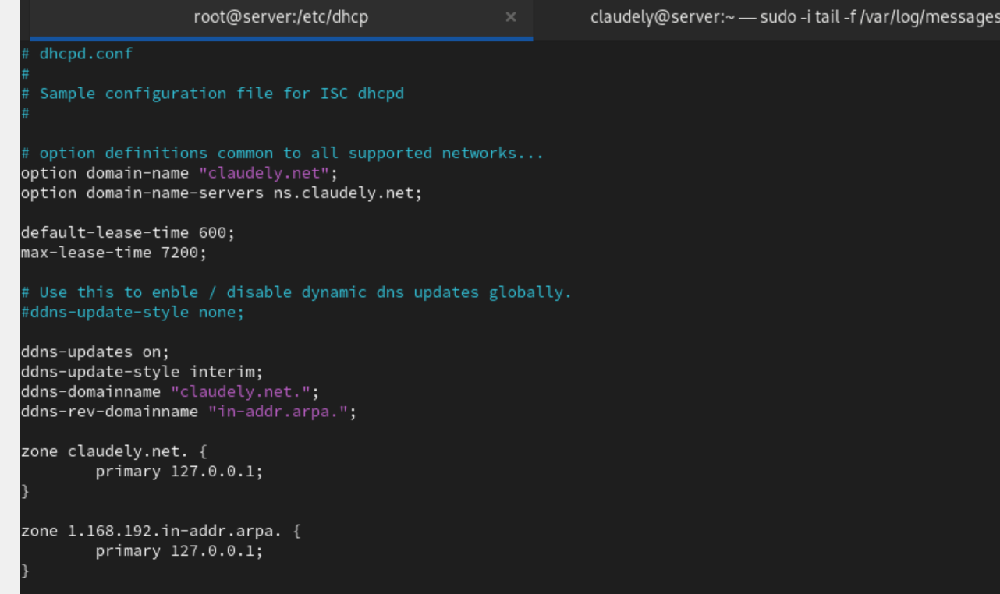 root@server:/etc/dhcp × claudely@server:~ — sudo -i tail -f /var/log/messages
# dhcpd.conf
#
# Sample configuration file for ISC dhcpd
#
# option definitions common to all supported networks...
option domain-name "claudely.net";
option domain-name-servers ns.claudely.net;
default-lease-time 600;
max-lease-time 7200;
# Use this to enble / disable dynamic dns updates globally.
#ddns-update-style none;
ddns-updates on;
ddns-update-style interim;
ddns-domainname "claudely.net.";
ddns-rev-domainname "in-addr.arpa.";
zone claudely.net. {
        primary 127.0.0.1;
}
zone 1.168.192.in-addr.arpa. {
        primary 127.0.0.1;
}